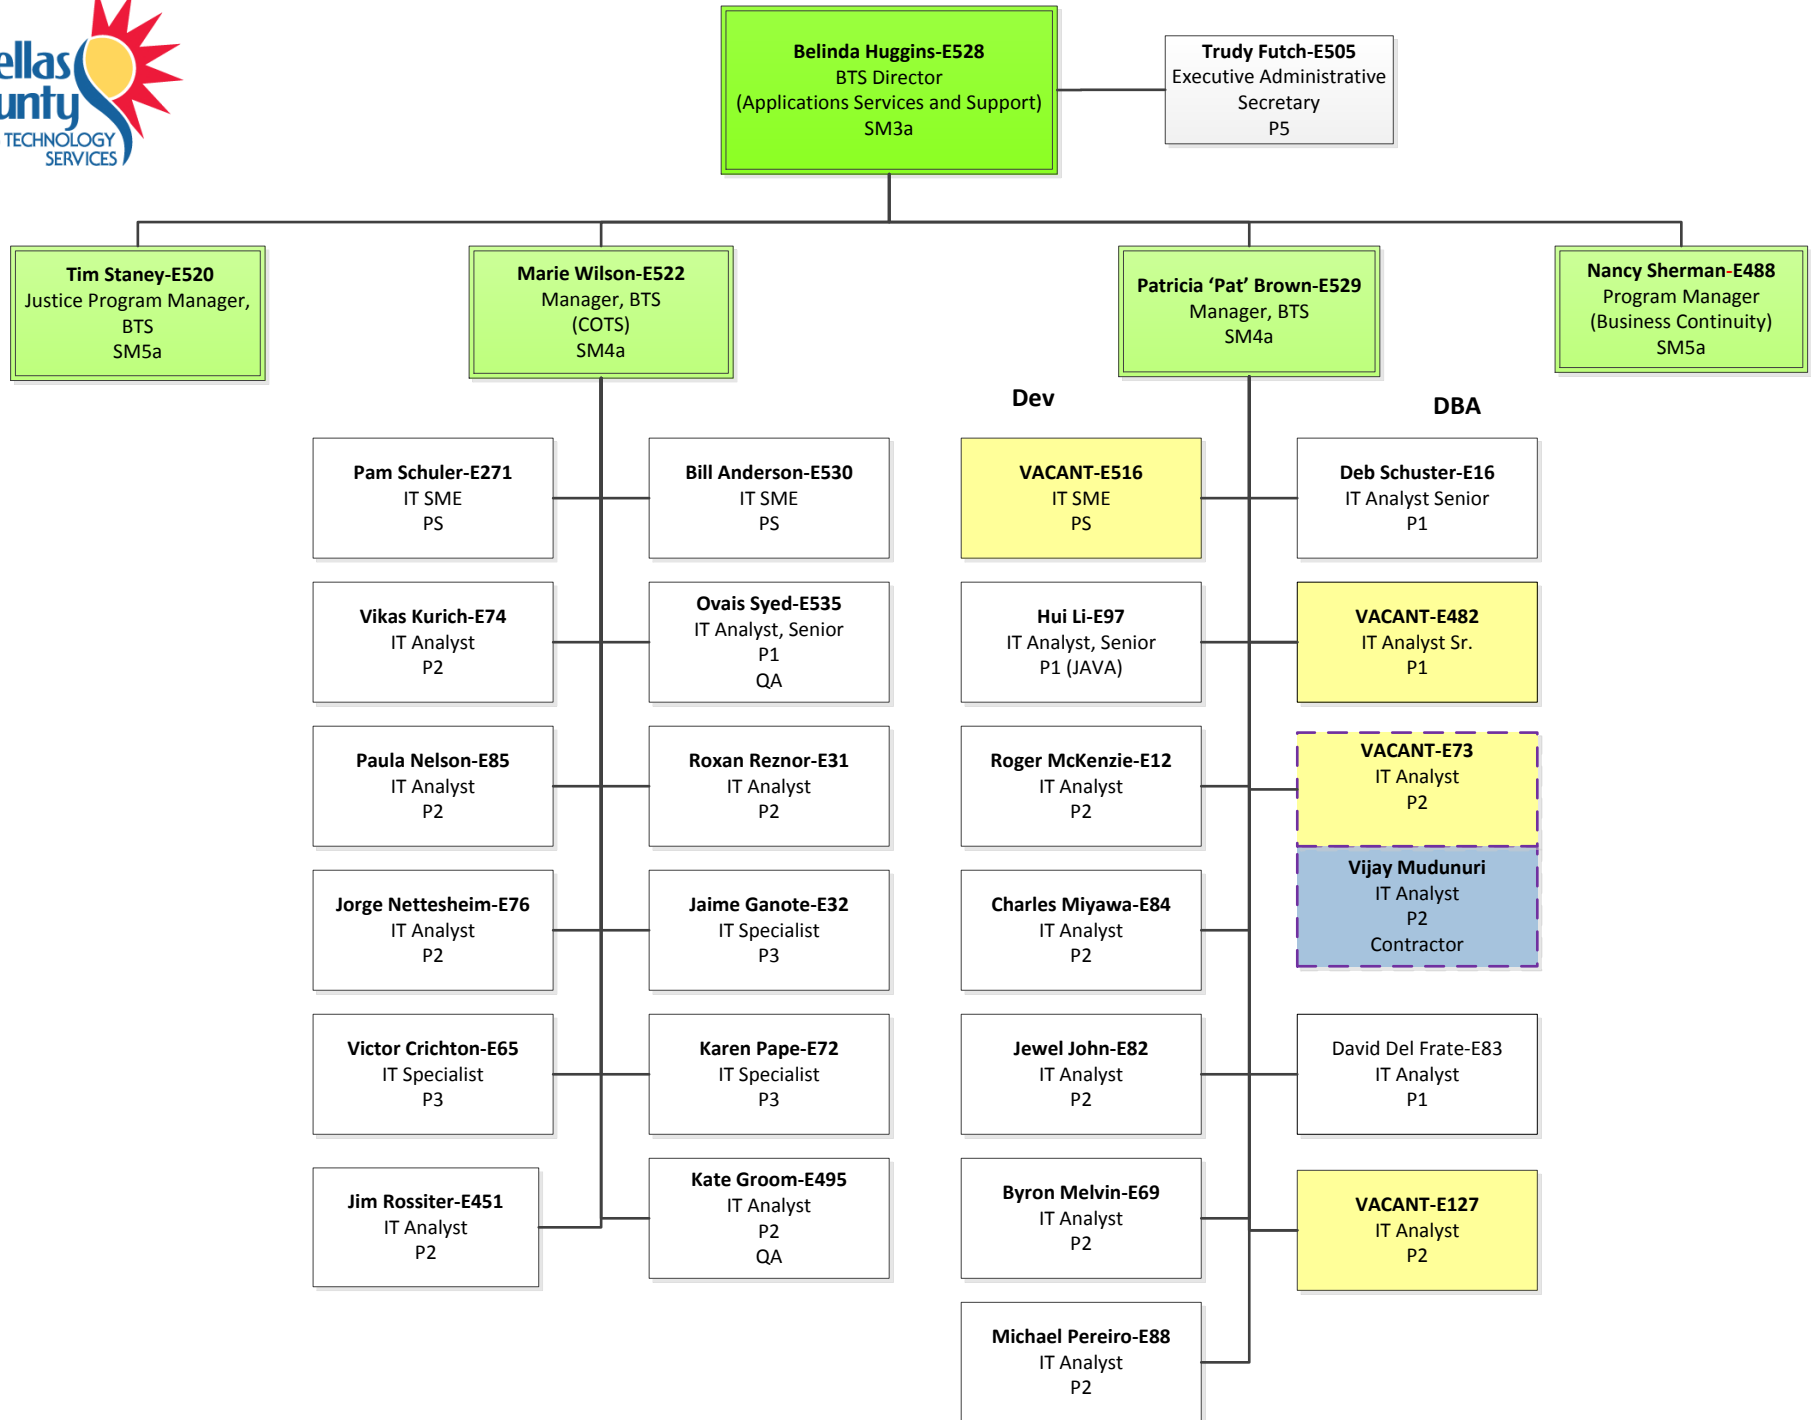 ellas
unty
TECHNOLOGY
SERVICES
Belinda Huggins-E528
BTS Director
(Applications Services and Support)
SM3a
Trudy Futch-E505
Executive Administrative
Secretary
P5
Tim Staney-E520
Justice Program Manager,
BTS
SM5a
Marie Wilson-E522
Manager, BTS
(COTS)
SM4a
Patricia ‘Pat’ Brown-E529
Manager, BTS
SM4a
Nancy Sherman-E488
Program Manager
(Business Continuity)
SM5a
Dev
DBA
Pam Schuler-E271
IT SME
PS
Bill Anderson-E530
IT SME
PS
VACANT-E516
IT SME
PS
Deb Schuster-E16
IT Analyst Senior
P1
Vikas Kurich-E74
IT Analyst
P2
Ovais Syed-E535
IT Analyst, Senior
P1
QA
Hui Li-E97
IT Analyst, Senior
P1 (JAVA)
VACANT-E482
IT Analyst Sr.
P1
Paula Nelson-E85
IT Analyst
P2
Roxan Reznor-E31
IT Analyst
P2
Roger McKenzie-E12
IT Analyst
P2
VACANT-E73
IT Analyst
P2
Vijay Mudunuri
IT Analyst
P2
Contractor
Jorge Nettesheim-E76
IT Analyst
P2
Jaime Ganote-E32
IT Specialist
P3
Charles Miyawa-E84
IT Analyst
P2
Victor Crichton-E65
IT Specialist
P3
Karen Pape-E72
IT Specialist
P3
Jewel John-E82
IT Analyst
P2
David Del Frate-E83
IT Analyst
P1
Jim Rossiter-E451
IT Analyst
P2
Kate Groom-E495
IT Analyst
P2
QA
Byron Melvin-E69
IT Analyst
P2
VACANT-E127
IT Analyst
P2
Michael Pereiro-E88
IT Analyst
P2